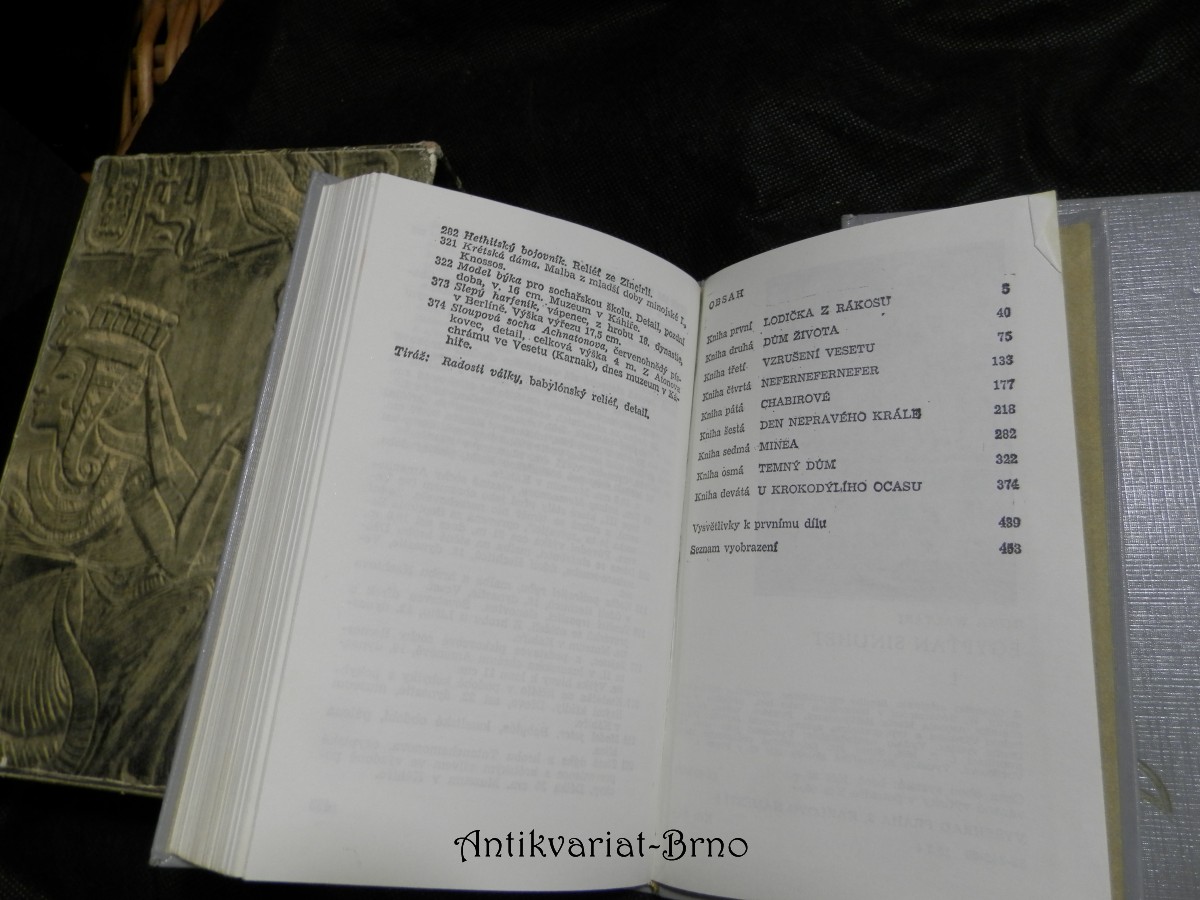 282 Hethitský bojovník. Reliéf ze Zincirli.
321 Krétská dáma. Malba z mladší doby minojské I,
Knossos.
322 Model býka pro sochařskou školu. Detail, pozdní
doba, v. 16 cm. Muzeum v Káhiře.
373 Slepý harfeník, vápenec, z hrobu 18. dynastie,
v Berlíně. Výška výřezu 17,5 cm.
374 Sloupová socha Achnatonova, červenohnědý pís-
kovec, detail, celková výška 4 m. Z Atonova
chrámu ve Vesetu (Karnak), dnes muzeum v Ká-
hiře.
Tiráž: Radosti války, babylónský reliéf, detail.
OBSAH
Kniha první LODIČKA Z RÁKOSU 5
Kniha druhá DŮM ŽIVOTA 40
Kniha třetí VZRUŠENÍ VESETU 75
Kniha čtvrtá NEFERNEFERNEFER 133
Kniha pátá CHABIROVÉ 177
Kniha šestá DEN NEPRAVÉHO KRÁLE 218
Kniha sedmá MINEA 282
Kniha osmá TEMNÝ DŮM 322
Kniha devátá U KROKODÝLÍHO OCASU 374
Vysvětlivky k prvnímu dílu 439
Seznam vyobrazení 453
Antikvariat-Brno